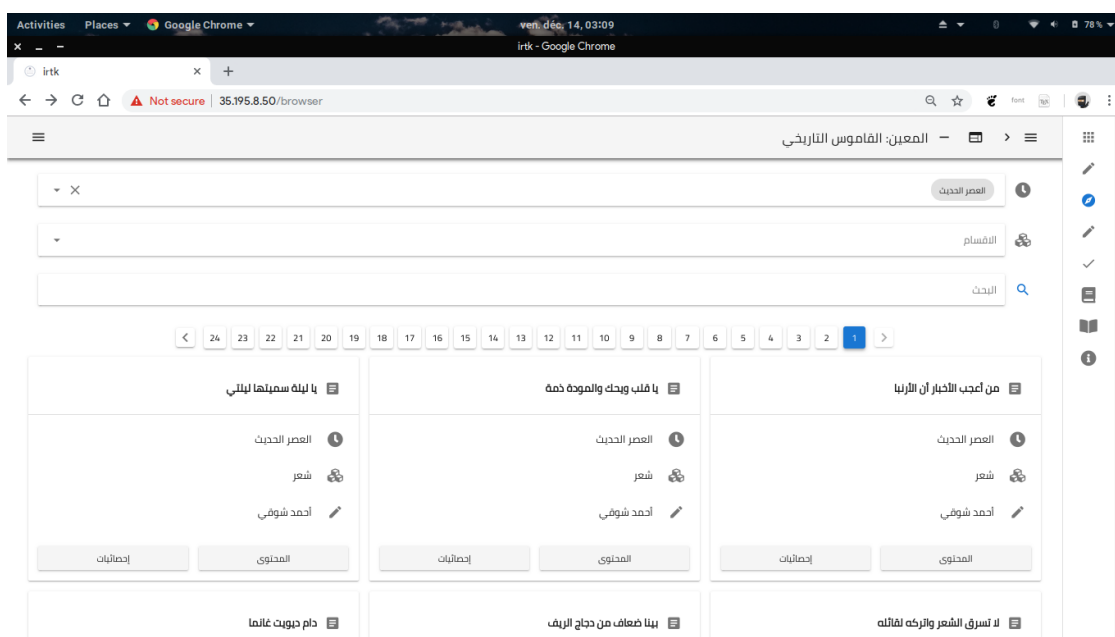 Activities Places Google Chrome ven. déc. 14, 03:09 78 %
irtk - Google Chrome
irtk
Not secure 35.195.8.50/browser
المعين: القاموس التاريخي
العصر الحديث
الاقسام
البحث
1 2 3 4 5 6 7 8 9 10 11 12 13 14 15 16 17 18 19 20 21 22 23 24
من أعجب الأخبار أن الأرنبا يا قلب ويحك والمودة ذمة يا ليلة سميتها ليلتي
العصر الحديث العصر الحديث العصر الحديث
شعر شعر شعر
أحمد شوقي أحمد شوقي أحمد شوقي
المحتوى إحصائيات المحتوى إحصائيات المحتوى إحصائيات
لا تسرق الشعر واتركه لقائله بينا ضعاف من دجاج الريف دام ديويت غانما